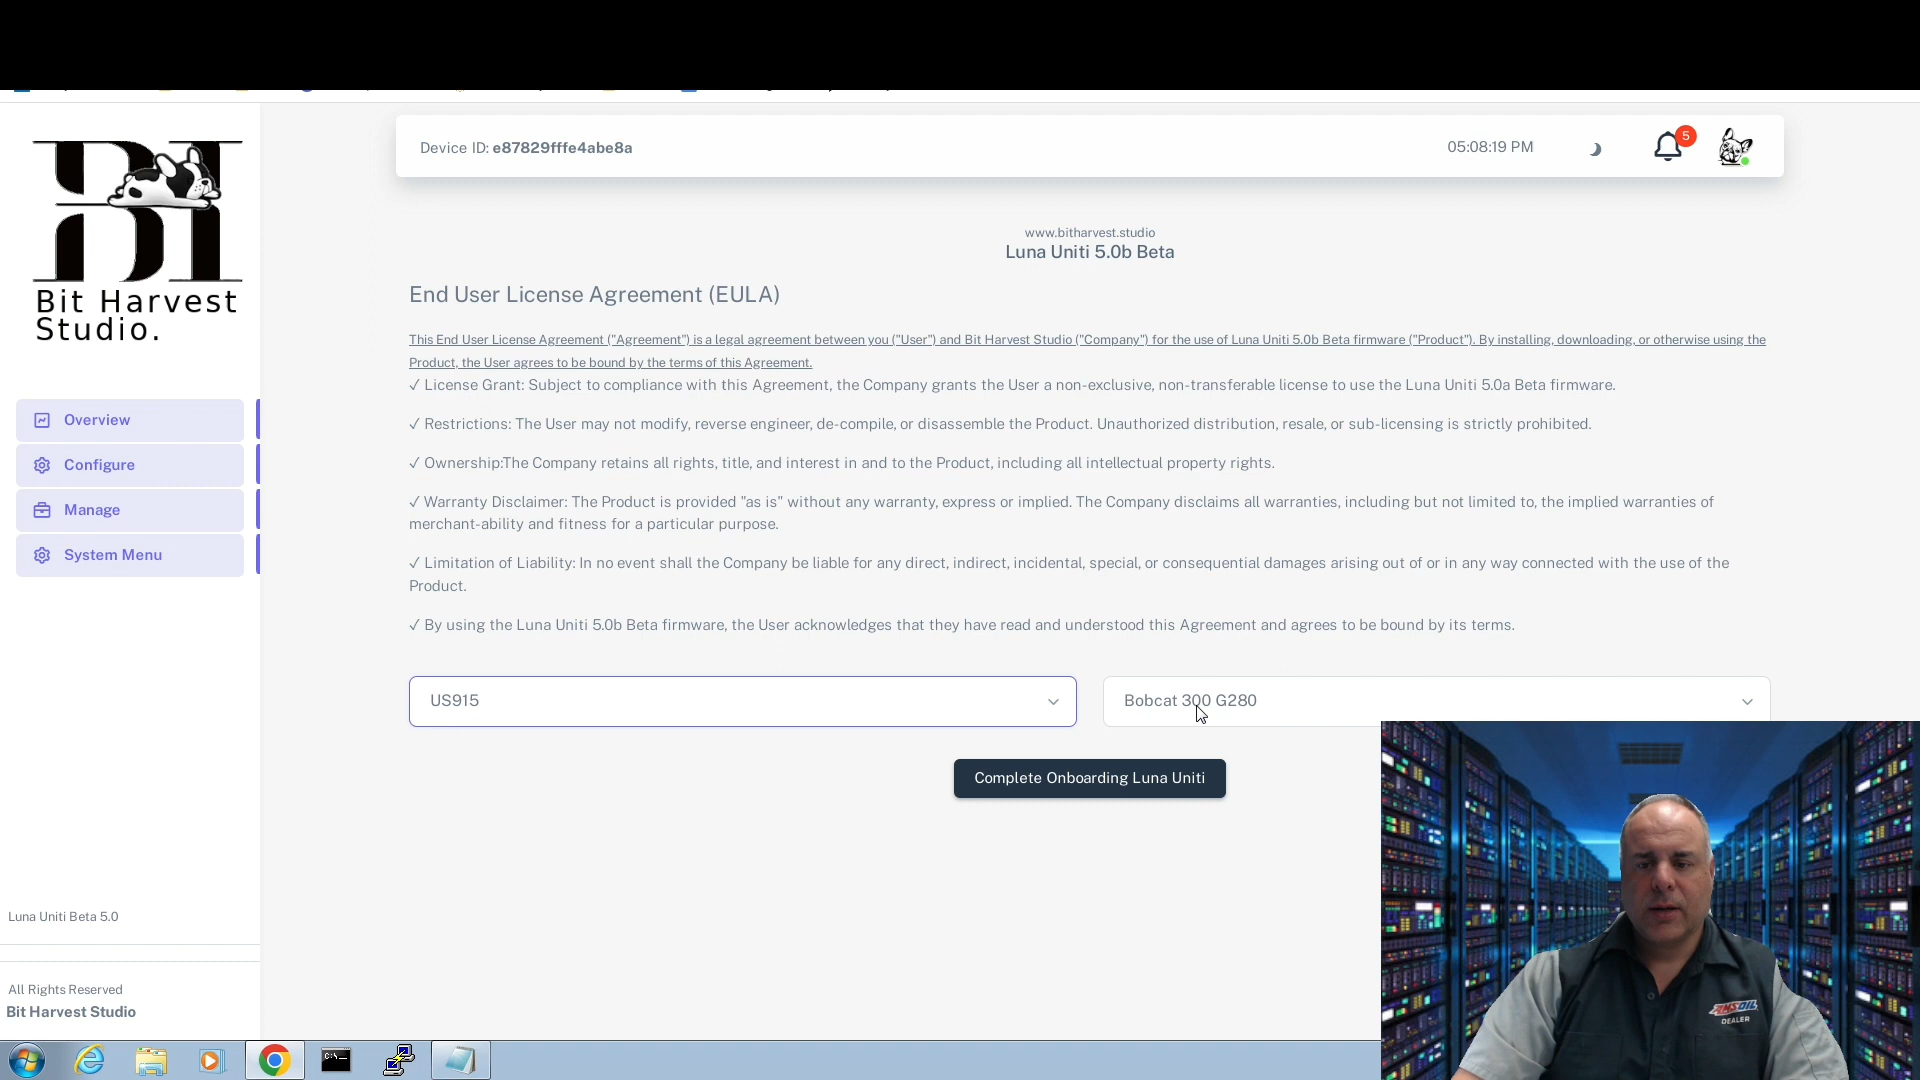 Bit Harvest
Studio.
Overview
Configure
Manage
System Menu
Luna Uniti Beta 5.0
All Rights Reserved
Bit Harvest Studio
Device ID: e87829fffe4abe8a
05:08:19 PM
5
www.bitharvest.studio
Luna Uniti 5.0b Beta
End User License Agreement (EULA)
This End User License Agreement ("Agreement") is a legal agreement between you ("User") and Bit Harvest Studio ("Company") for the use of Luna Uniti 5.0b Beta firmware ("Product"). By installing, downloading, or otherwise using the
Product, the User agrees to be bound by the terms of this Agreement.
✓ License Grant: Subject to compliance with this Agreement, the Company grants the User a non-exclusive, non-transferable license to use the Luna Uniti 5.0a Beta firmware.
✓ Restrictions: The User may not modify, reverse engineer, de-compile, or disassemble the Product. Unauthorized distribution, resale, or sub-licensing is strictly prohibited.
✓ Ownership:The Company retains all rights, title, and interest in and to the Product, including all intellectual property rights.
✓ Warranty Disclaimer: The Product is provided "as is" without any warranty, express or implied. The Company disclaims all warranties, including but not limited to, the implied warranties of
merchant-ability and fitness for a particular purpose.
✓ Limitation of Liability: In no event shall the Company be liable for any direct, indirect, incidental, special, or consequential damages arising out of or in any way connected with the use of the
Product.
✓ By using the Luna Uniti 5.0b Beta firmware, the User acknowledges that they have read and understood this Agreement and agrees to be bound by its terms.
US915
Bobcat 300 G280
Complete Onboarding Luna Uniti
AMSOIL
DEALER
C:\_